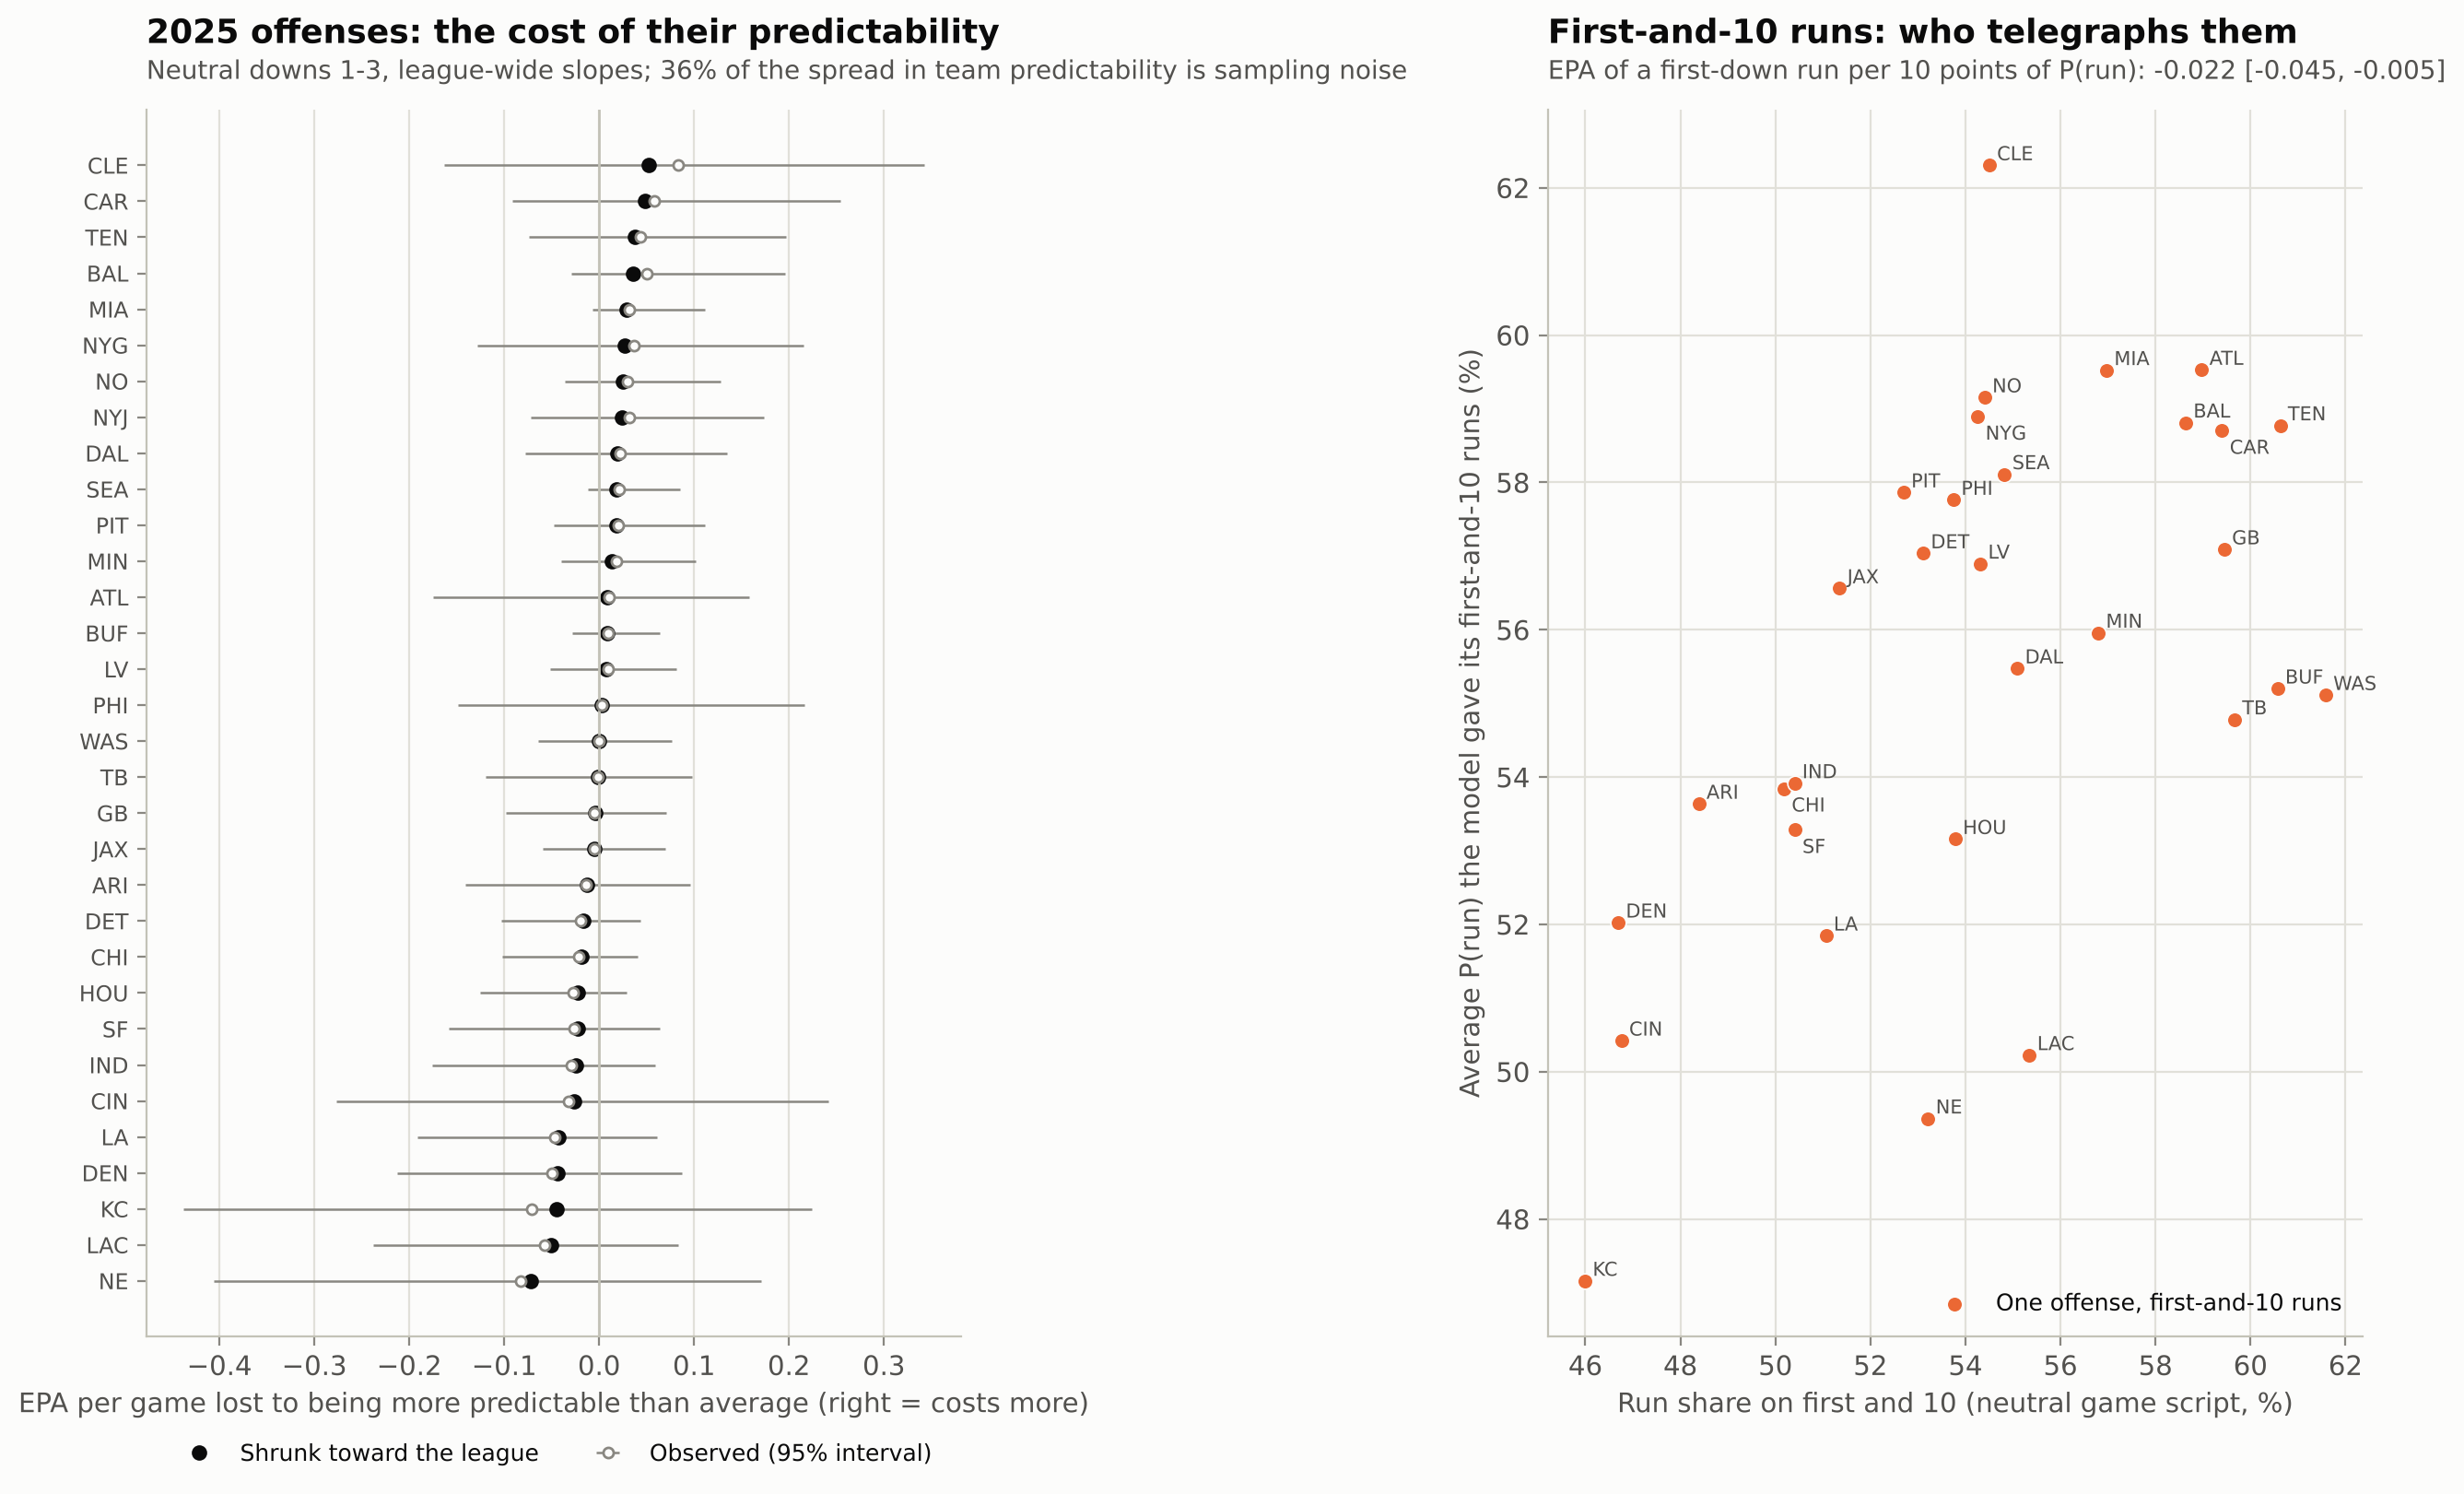 2025 offenses: the cost of their predictability
Neutral downs 1-3, league-wide slopes; 36% of the spread in team predictability is sampling noise
CLE
CAR
TEN
BAL
MIA
NYG
NO
NYJ
DAL
SEA
PIT
MIN
ATL
BUF
LV
PHI
WAS
TB
GB
JAX
ARI
DET
CHI
HOU
SF
IND
CIN
LA
DEN
KC
LAC
NE
−0.4 −0.3 −0.2 −0.1 0.0 0.1 0.2 0.3
EPA per game lost to being more predictable than average (right = costs more)
Shrunk toward the league
Observed (95% interval)
First-and-10 runs: who telegraphs them
EPA of a first-down run per 10 points of P(run): -0.022 [-0.045, -0.005]
Average P(run) the model gave its first-and-10 runs (%)
62
60
58
56
54
52
50
48
CLE
MIA
ATL
NO
NYG
BAL
TEN
CAR
SEA
PIT
PHI
DET
LV
GB
JAX
MIN
DAL
BUF
WAS
TB
IND
ARI
CHI
SF
HOU
DEN
LA
CIN
LAC
NE
KC
One offense, first-and-10 runs
46 48 50 52 54 56 58 60 62
Run share on first and 10 (neutral game script, %)